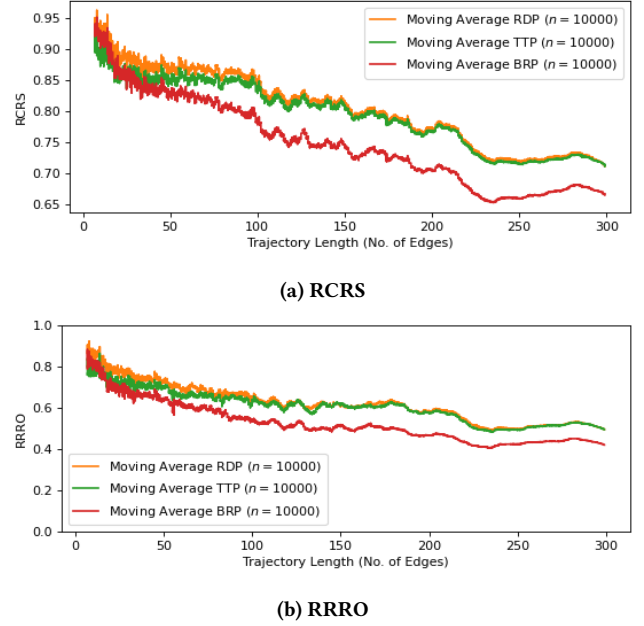 0.95
0.90
0.85
0.80
0.75
0.70
0.65
RCRS
Moving Average RDP (n = 10000)
Moving Average TTP (n = 10000)
Moving Average BRP (n = 10000)
0 50 100 150 200 250 300
Trajectory Length (No. of Edges)
(a) RCRS
1.0
0.8
0.6
0.4
0.2
0.0
RRRO
Moving Average RDP (n = 10000)
Moving Average TTP (n = 10000)
Moving Average BRP (n = 10000)
0 50 100 150 200 250 300
Trajectory Length (No. of Edges)
(b) RRRO